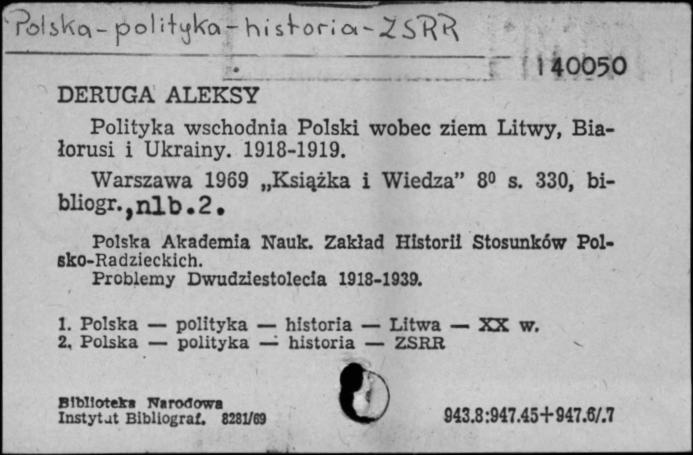 Polska-polityka-historia-ZSRR
140050
DERUGA ALEKSY
Polityka wschodnia Polski wobec ziem Litwy, Bia-
łorusi i Ukrainy. 1918-1919.
Warszawa 1969 „Książka i Wiedza” 8⁰ s. 330, bi-
bliogr.,nlb.2.
Polska Akademia Nauk. Zakład Historii Stosunków Pol-
sko-Radzieckich.
Problemy Dwudziestolecia 1918-1939.
1. Polska — polityka — historia — Litwa — XX w.
2. Polska — polityka — historia — ZSRR
Biblioteka Narodowa
Instytut Bibliograf. 8281/69
943.8:947.45+947.6/.7